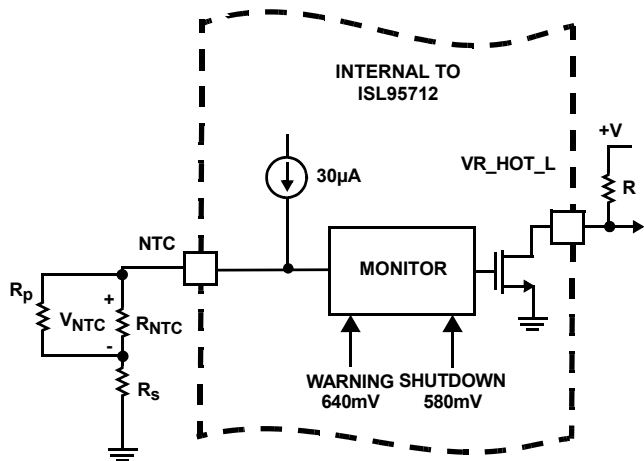 INTERNAL TO
ISL95712
+V
VR_HOT_L
R
30µA
NTC
MONITOR
Rp
+
VNTC
RNTC
-
Rs
WARNING
640mV
SHUTDOWN
580mV